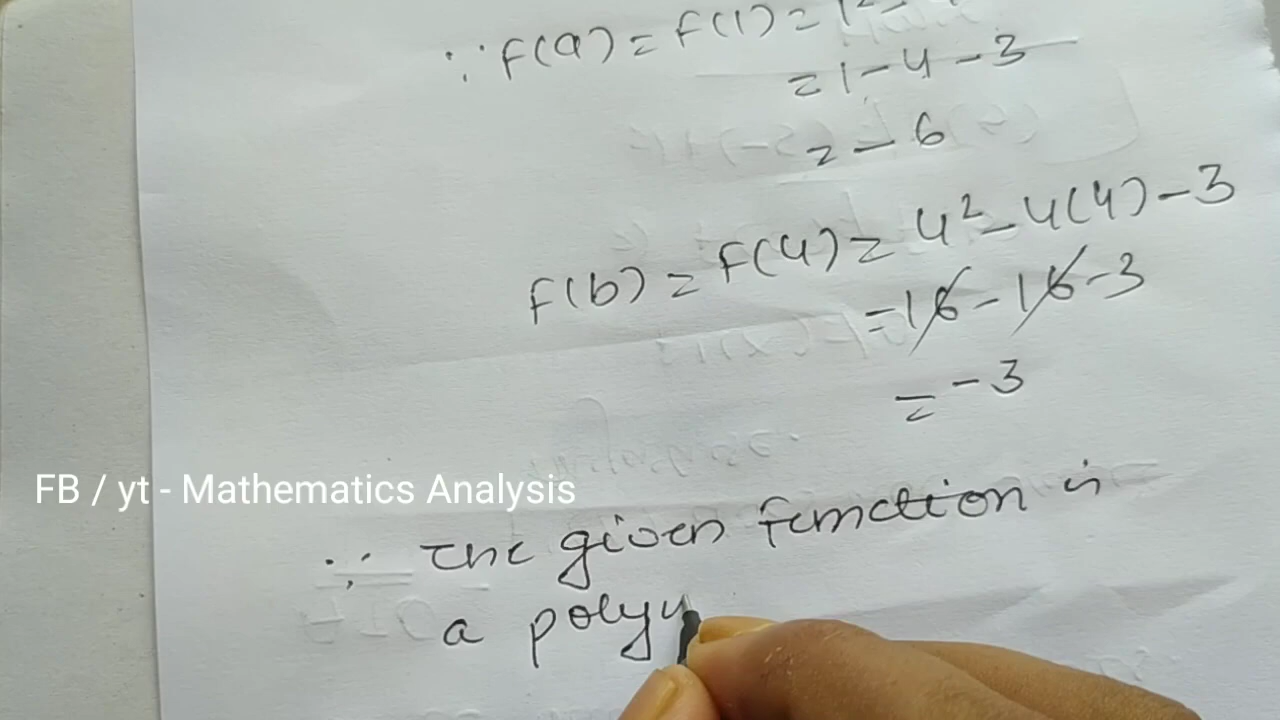 ∵ f(a) = f(1) = 1²-
= 1-4-3
= -6
f(b) = f(4) = 4²-4(4)-3
= 16-16-3
= -3
FB / yt - Mathematics Analysis
∵ The given function is
a polyn